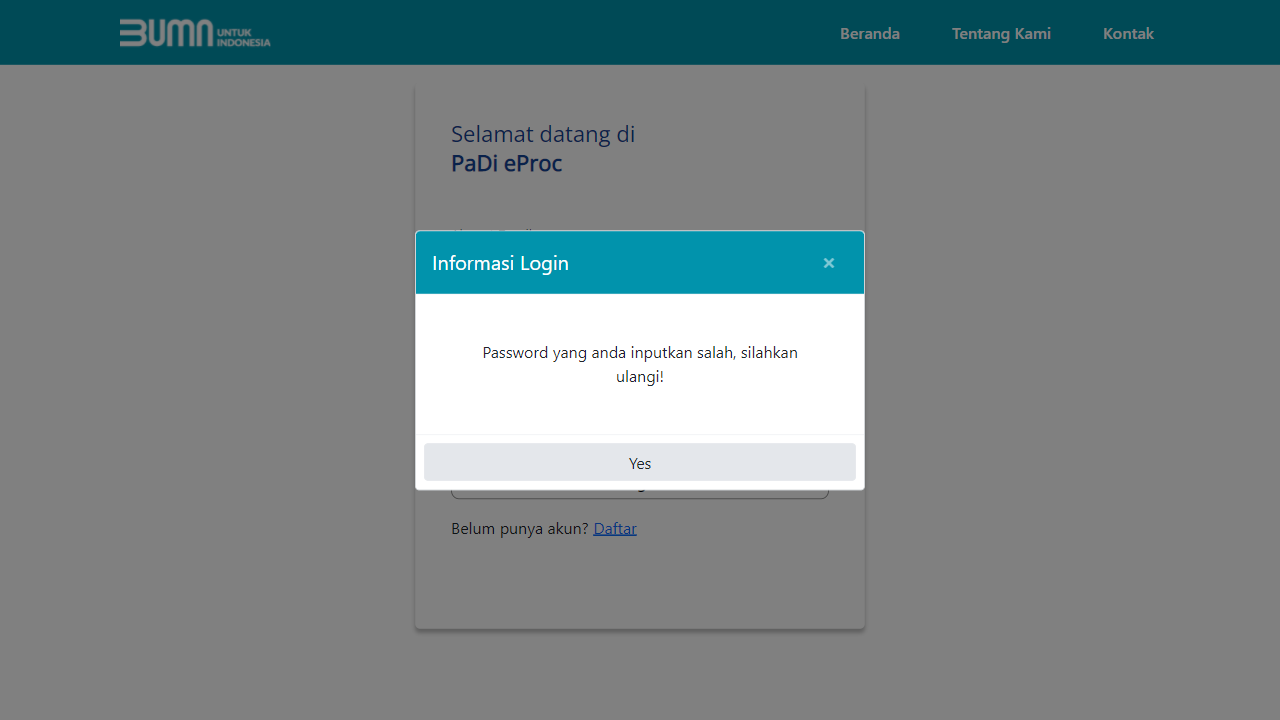 BUMN UNTUK
INDONESIA
Beranda
Tentang Kami
Kontak
Selamat datang di
PaDi eProc
Informasi Login
×
Password yang anda inputkan salah, silahkan
ulangi!
Yes
Belum punya akun? Daftar